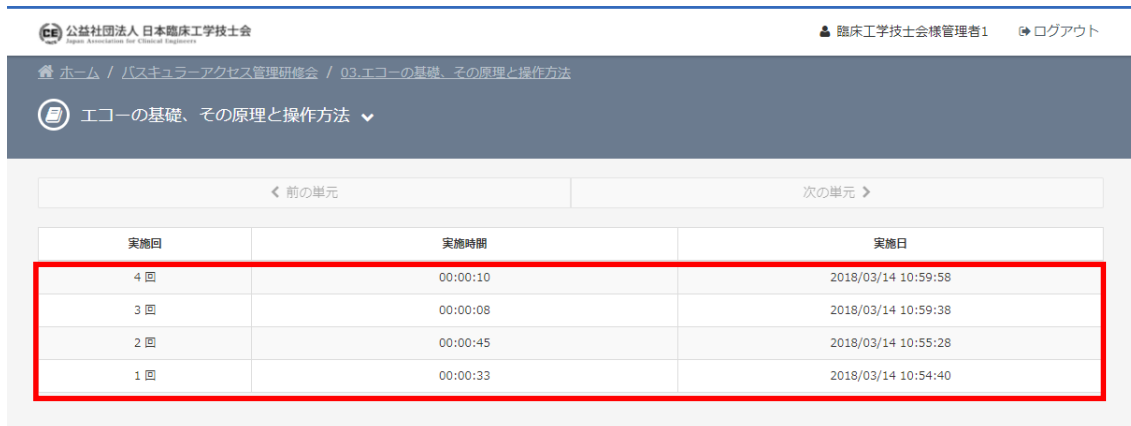 公益社団法人 日本臨床工学技士会
Japan Association for Clinical Engineers
臨床工学技士会様管理者1 ログアウト
ホーム / バスキュラーアクセス管理研修会 / 03.エコーの基礎、その原理と操作方法
エコーの基礎、その原理と操作方法
前の単元 次の単元
実施回 実施時間 実施日
4 回 00:00:10 2018/03/14 10:59:58
3 回 00:00:08 2018/03/14 10:59:38
2 回 00:00:45 2018/03/14 10:55:28
1 回 00:00:33 2018/03/14 10:54:40